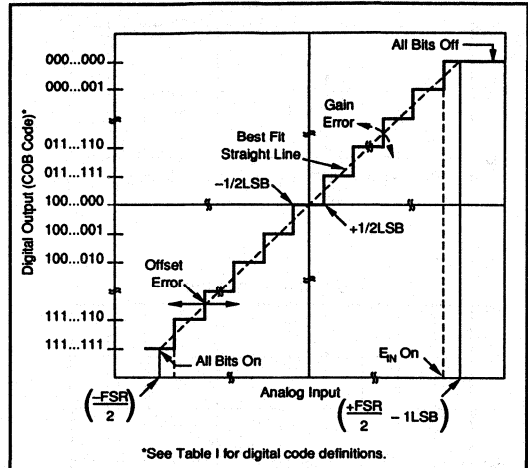 000...000
000...001
011...110
011...111
100...000
100...001
100...010
111...110
111...111
Digital Output (COB Code)*
All Bits Off
Gain
Error
Best Fit
Straight Line
–1/2LSB
+1/2LSB
Offset
Error
All Bits On
E_IN On
Analog Input
(–FSR/2)
(+FSR/2 – 1LSB)
*See Table I for digital code definitions.